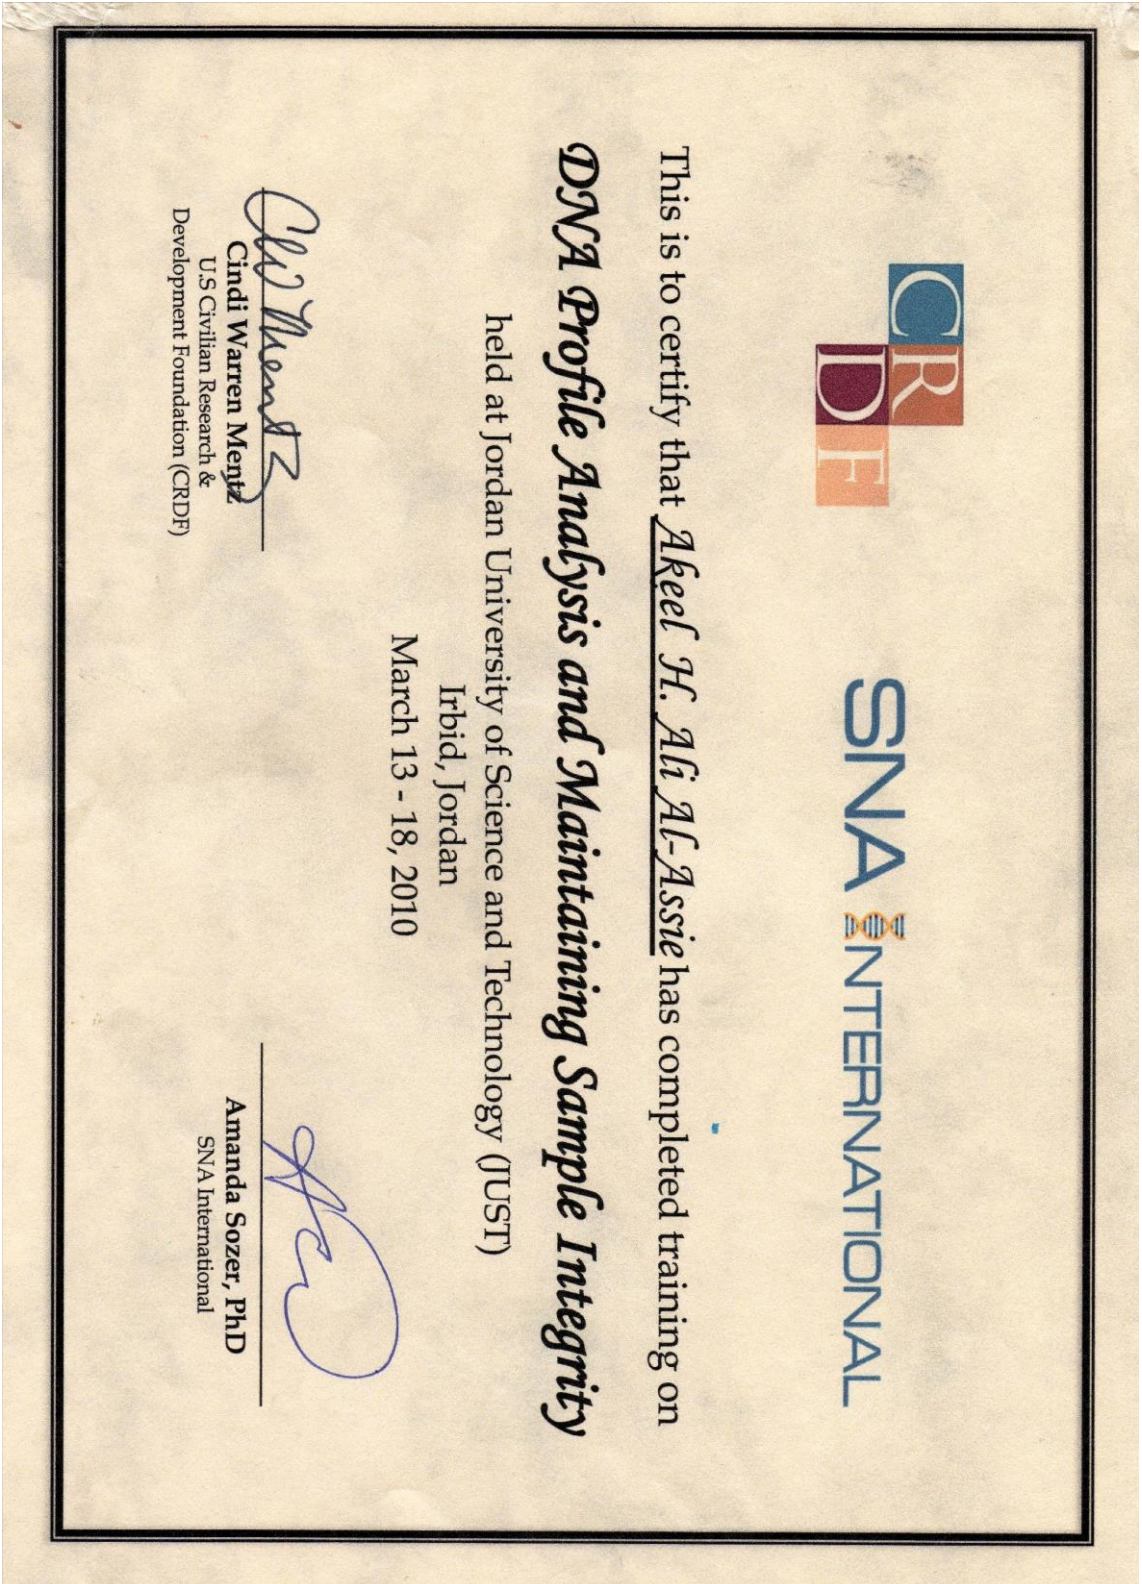 CRDF
SNA INTERNATIONAL
This is to certify that Akeel H. Ali Al-Assie has completed training on
DNA Profile Analysis and Maintaining Sample Integrity
held at Jordan University of Science and Technology (JUST)
Irbid, Jordan
March 13 - 18, 2010
Cindi Warren Mentz
U.S Civilian Research &
Development Foundation (CRDF)
Amanda Sozer, PhD
SNA International